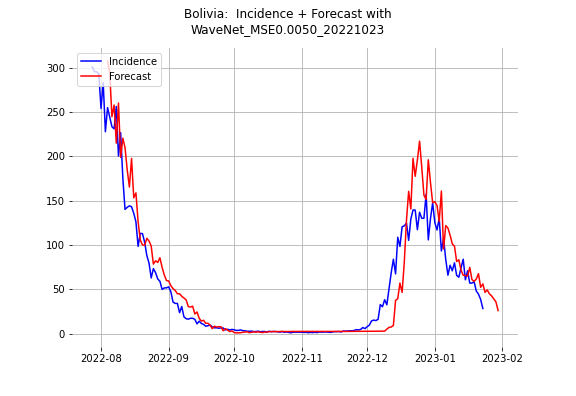 Bolivia:  Incidence + Forecast with
WaveNet_MSE0.0050_20221023
Incidence
Forecast
300
250
200
150
100
50
0
2022-08 2022-09 2022-10 2022-11 2022-12 2023-01 2023-02